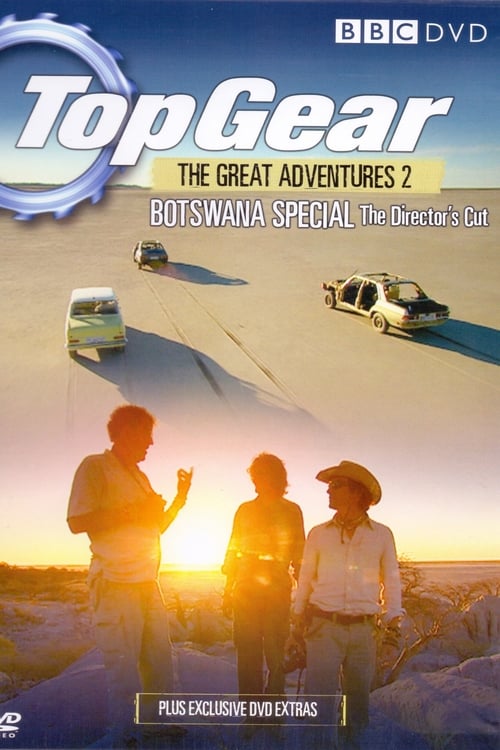 BBC DVD
TopGear
THE GREAT ADVENTURES 2
BOTSWANA SPECIAL The Director's Cut
PLUS EXCLUSIVE DVD EXTRAS